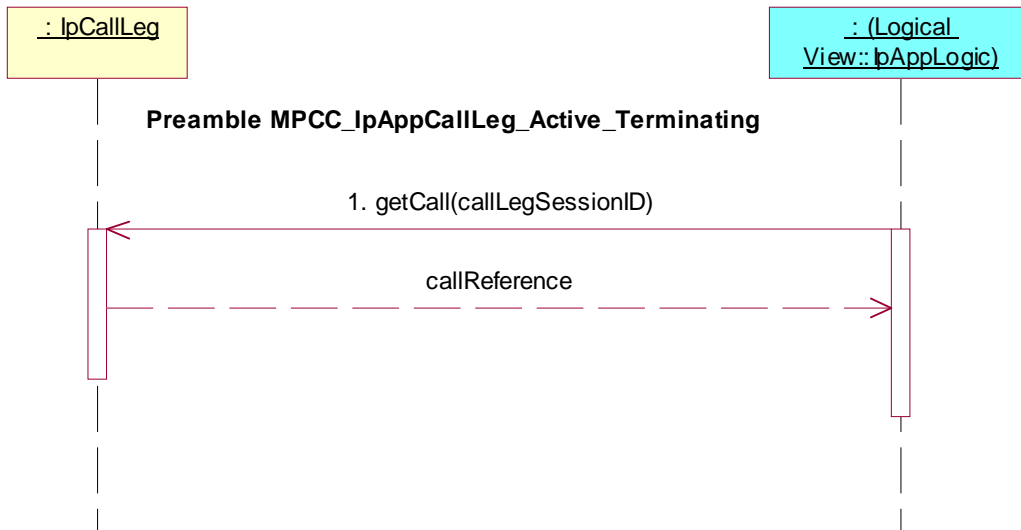 : IpCallLeg
: (Logical
View::IpAppLogic)
Preamble MPCC_IpAppCallLeg_Active_Terminating
1. getCall(callLegSessionID)
callReference